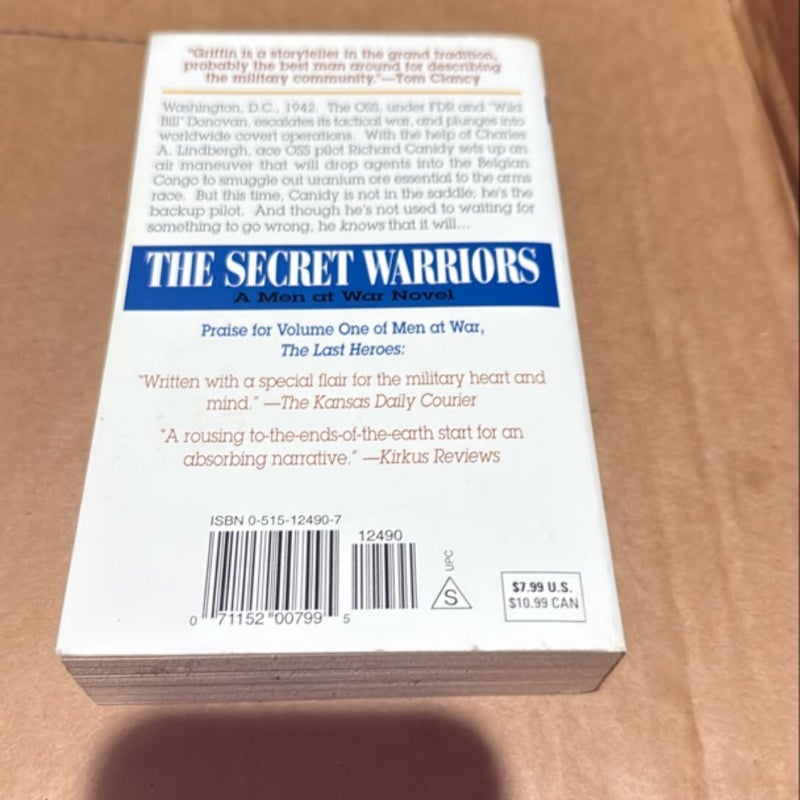 "Griffin is a storyteller in the grand tradition,
probably the best man around for describing
the military community."—Tom Clancy
Washington, D.C., 1942. The OSS, under FDR and "Wild
Bill" Donovan, escalates its tactical war, and plunges into
worldwide covert operations. With the help of Charles
A. Lindbergh, ace OSS pilot Richard Canidy sets up an
air maneuver that will drop agents into the Belgian
Congo to smuggle out uranium ore essential to the arms
race. But this time, Canidy is not in the saddle; he's the
backup pilot. And though he's not used to waiting for
something to go wrong, he knows that it will...
THE SECRET WARRIORS
A Men at War Novel
Praise for Volume One of Men at War,
The Last Heroes:
"Written with a special flair for the military heart and
mind." —The Kansas Daily Courier
"A rousing to-the-ends-of-the-earth start for an
absorbing narrative." —Kirkus Reviews
ISBN 0-515-12490-7
12490
UPC
S
0 71152 00799 5
$7.99 U.S.
$10.99 CAN